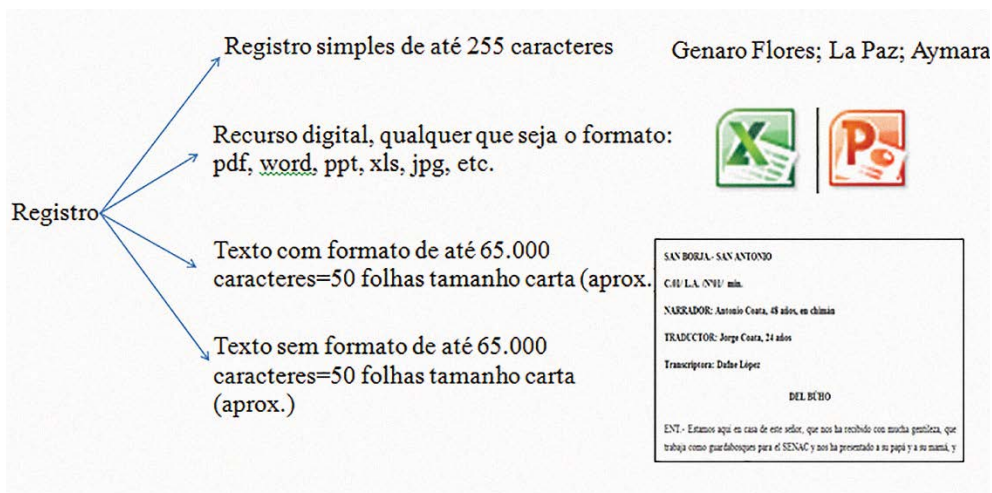 Registro
Registro simples de até 255 caracteres
Genaro Flores; La Paz; Aymara
Recurso digital, qualquer que seja o formato:
pdf, word, ppt, xls, jpg, etc.
X
P
Texto com formato de até 65.000
caracteres=50 folhas tamanho carta (aprox.
Texto sem formato de até 65.000
caracteres=50 folhas tamanho carta
(aprox.)
SAN BORJA.- SAN ANTONIO
C.01/ L.A. /Nº01/ min.
NARRADOR: Antonio Coata, 48 años, en chimán
TRADUCTOR: Jorge Coata, 24 años
Transcriptora: Dafne López
DEL BÚHO
ENT.- Estamos aquí en casa de este señor, que nos ha recibido con mucha gentileza, que
trabaja como guardabosques para el SENAC y nos ha presentado a su papá y a su mamá, y